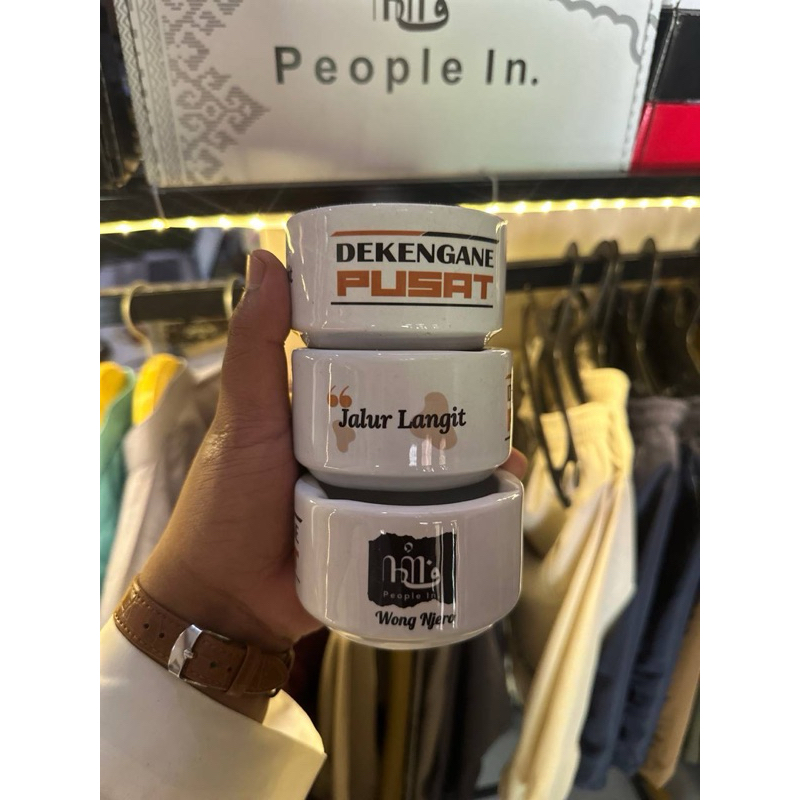 People In.
DEKENGANE
PUSAT
“
Jalur Langit
People In
Wong Njero